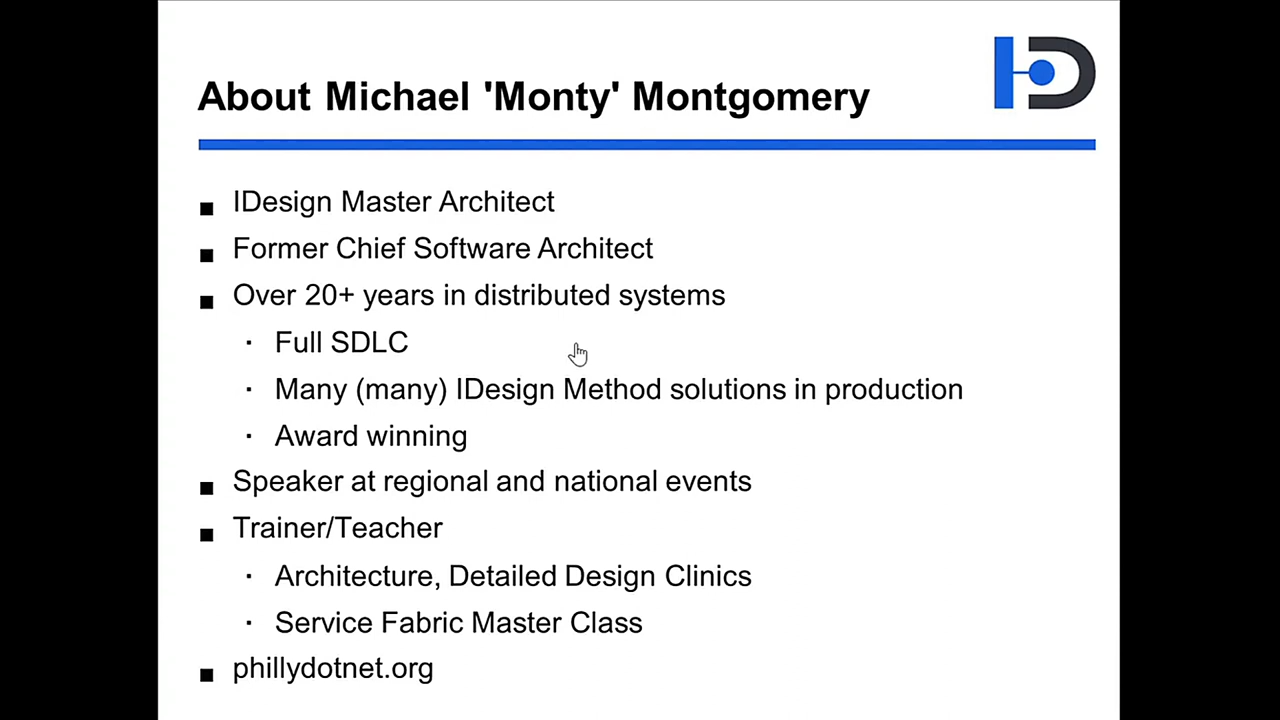 About Michael 'Monty' Montgomery
IDesign Master Architect
Former Chief Software Architect
Over 20+ years in distributed systems
Full SDLC
Many (many) IDesign Method solutions in production
Award winning
Speaker at regional and national events
Trainer/Teacher
Architecture, Detailed Design Clinics
Service Fabric Master Class
phillydotnet.org